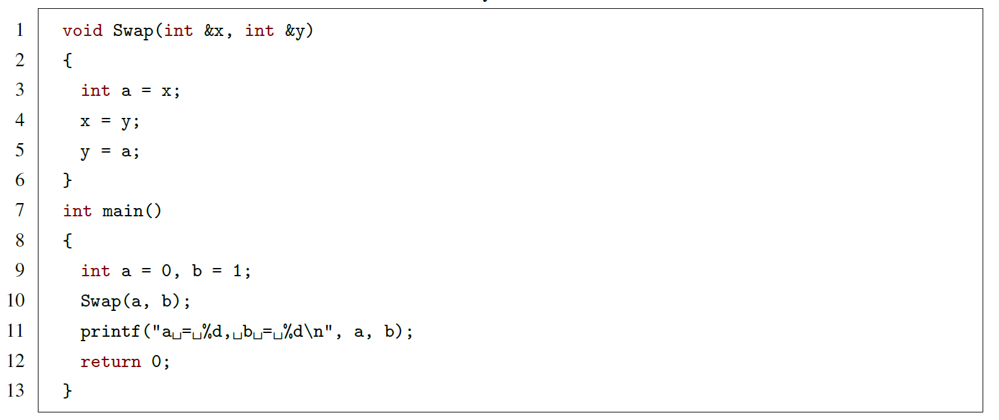 1 void Swap(int &x, int &y)
2 {
3 int a = x;
4 x = y;
5 y = a;
6 }
7 int main()
8 {
9 int a = 0, b = 1;
10 Swap(a, b);
11 printf("a␣=␣%d,␣b␣=␣%d\n", a, b);
12 return 0;
13 }